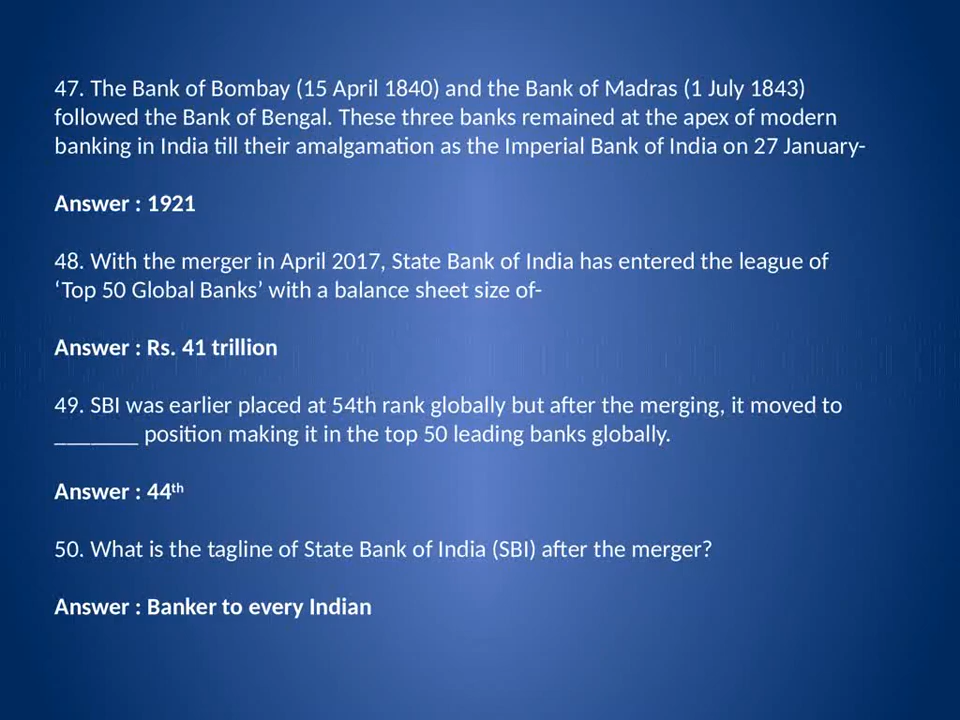 47. The Bank of Bombay (15 April 1840) and the Bank of Madras (1 July 1843)
followed the Bank of Bengal. These three banks remained at the apex of modern
banking in India till their amalgamation as the Imperial Bank of India on 27 January-
Answer : 1921
48. With the merger in April 2017, State Bank of India has entered the league of
‘Top 50 Global Banks’ with a balance sheet size of-
Answer : Rs. 41 trillion
49. SBI was earlier placed at 54th rank globally but after the merging, it moved to
_______ position making it in the top 50 leading banks globally.
Answer : 44th
50. What is the tagline of State Bank of India (SBI) after the merger?
Answer : Banker to every Indian